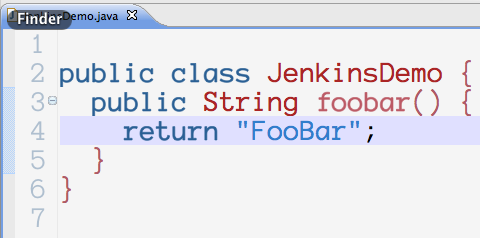 Finder Demo.java
1
2 public class JenkinsDemo {
3 public String foobar() {
4 return "FooBar";
5 }
6 }
7